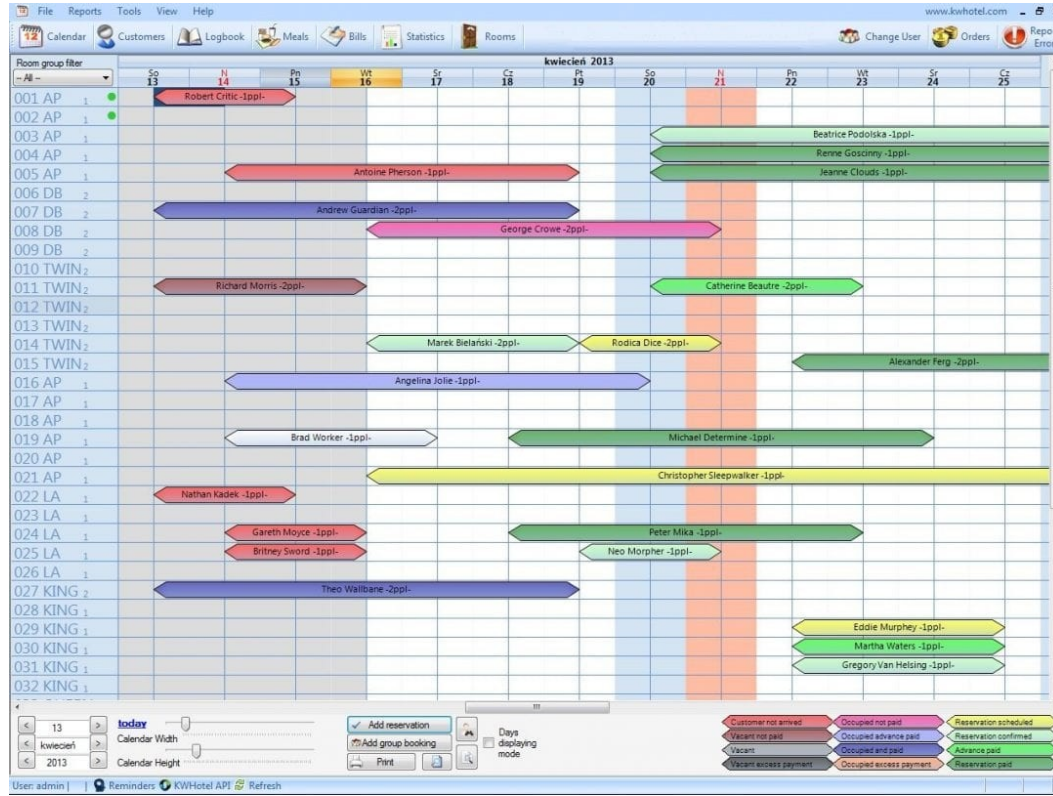 File Reports Tools View Help www.kwhotel.com
Calendar Customers Logbook Meals Bills Statistics Rooms Change User Orders Repo
Erro
Room group filter kwiecień 2013
-- All -- So N Pn Wt Śr Cz Pt So N Pn Wt Śr Cz
13 14 15 16 17 18 19 20 21 22 23 24 25
001 AP 1 Robert Critic -1ppl-
002 AP 1
003 AP 1 Beatrice Podolska -1ppl-
004 AP 1 Renne Goscinny -1ppl-
005 AP 1 Antoine Pherson -1ppl- Jeanne Clouds -1ppl-
006 DB 2
007 DB 2 Andrew Guardian -2ppl-
008 DB 2 George Crowe -2ppl-
009 DB 2
010 TWIN 2
011 TWIN 2 Richard Morris -2ppl- Catherine Beautre -2ppl-
012 TWIN 2
013 TWIN 2
014 TWIN 2 Marek Bielański -2ppl- Rodica Dice -2ppl-
015 TWIN 2 Alexander Ferg -2ppl-
016 AP 1 Angelina Jolie -1ppl-
017 AP 1
018 AP 1
019 AP 1 Brad Worker -1ppl- Michael Determine -1ppl-
020 AP 1
021 AP 1 Christopher Sleepwalker -1ppl-
022 LA 1 Nathan Kadek -1ppl-
023 LA 1
024 LA 1 Gareth Moyce -1ppl- Peter Mika -1ppl-
025 LA 1 Britney Sword -1ppl- Neo Morpher -1ppl-
026 LA 1
027 KING 2 Theo Wallbane -2ppl-
028 KING 1
029 KING 1 Eddie Murphey -1ppl-
030 KING 1 Martha Waters -1ppl-
031 KING 1 Gregory Van Helsing -1ppl-
032 KING 1
< 13 > today Add reservation Customer not arrived Occupied not paid Reservation scheduled
Calendar Width Days
< kwiecień > Add group booking displaying Vacant not paid Occupied advance paid Reservation confirmed
mode Vacant Occupied and paid Advance paid
< 2013 > Calendar Height Print Vacant excess payment Occupied excess payment Reservation paid
User: admin | Reminders KWHotel API Refresh